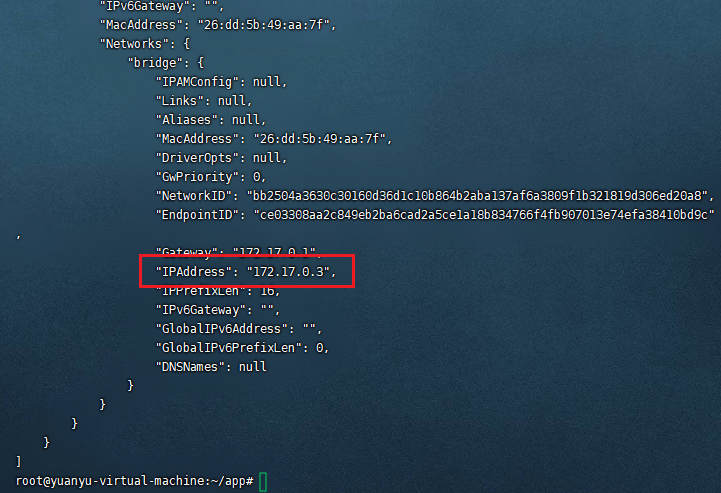 "IPv6Gateway": "",
"MacAddress": "26:dd:5b:49:aa:7f",
"Networks": {
"bridge": {
"IPAMConfig": null,
"Links": null,
"Aliases": null,
"MacAddress": "26:dd:5b:49:aa:7f",
"DriverOpts": null,
"GwPriority": 0,
"NetworkID": "bb2504a3630c30160d36d1c10b864b2aba137af6a3809f1b321819d306ed20a8",
"EndpointID": "ce03308aa2c849eb2ba6cad2a5ce1a18b834766f4fb907013e74efa38410bd9c"
,
"Gateway": "172.17.0.1",
"IPAddress": "172.17.0.3",
"IPPrefixLen": 16,
"IPv6Gateway": "",
"GlobalIPv6Address": "",
"GlobalIPv6PrefixLen": 0,
"DNSNames": null
}
}
}
}
]
root@yuanyu-virtual-machine:~/app#